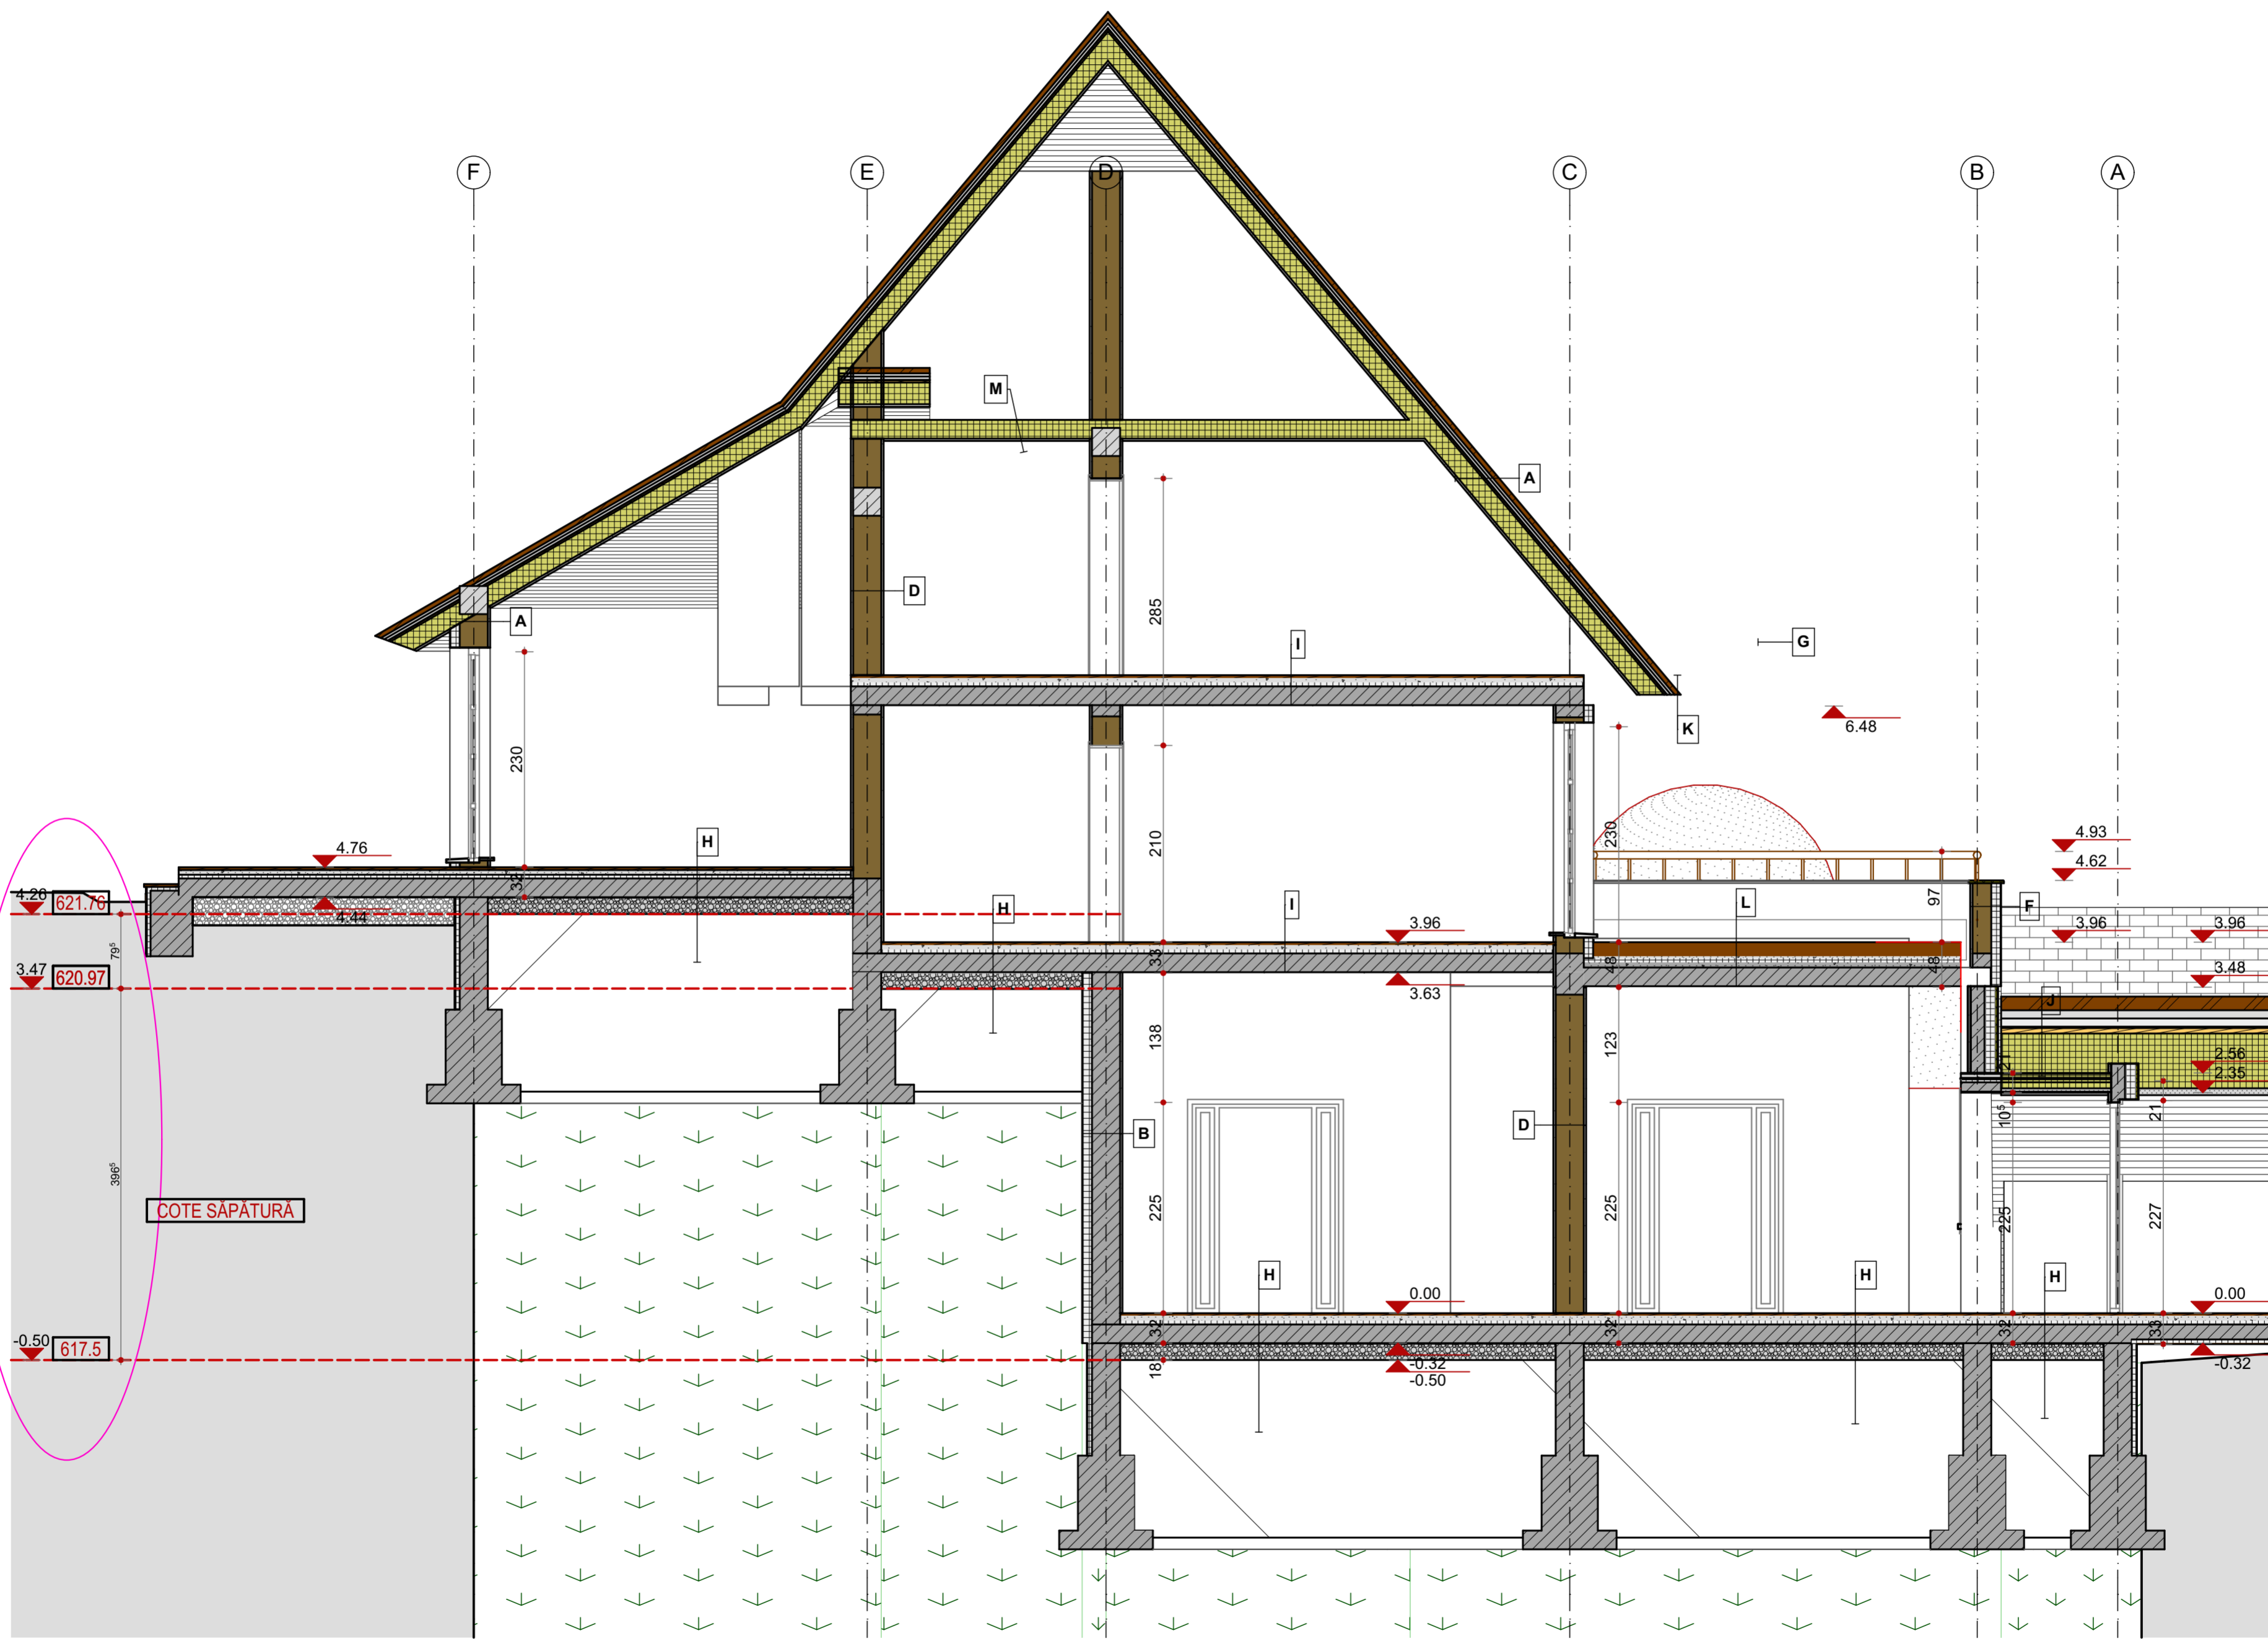 F
E
D
C
B
A
M
A
D
A
285
I
G
K
6.48
230
230
H
4.76
32
4.44
4.26
621.76
79⁵
3.47
620.97
H
210
I
3.96
33
3.63
L
97
48
48
4.93
4.62
F
3.96
3.96
3.48
J
2.56
2.35
21
10⁵
21
138
123
B
D
396⁵
COTE SĂPĂTURĂ
225
225
225
227
H
H
H
0.00
0.00
-0.50
617.5
32
18
-0.32
-0.50
32
32
33
-0.32